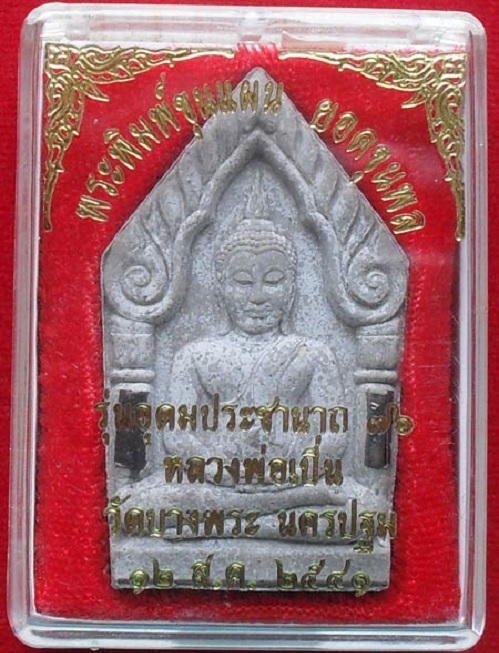 พระพิมพ์ขุนแผน ยอดขุนพล
รุ่นอุดมประชานาถ ๗๖
หลวงพ่อเปิ่น
วัดบางพระ นครปฐม
๑๒ ส.ค. ๒๕๔๑